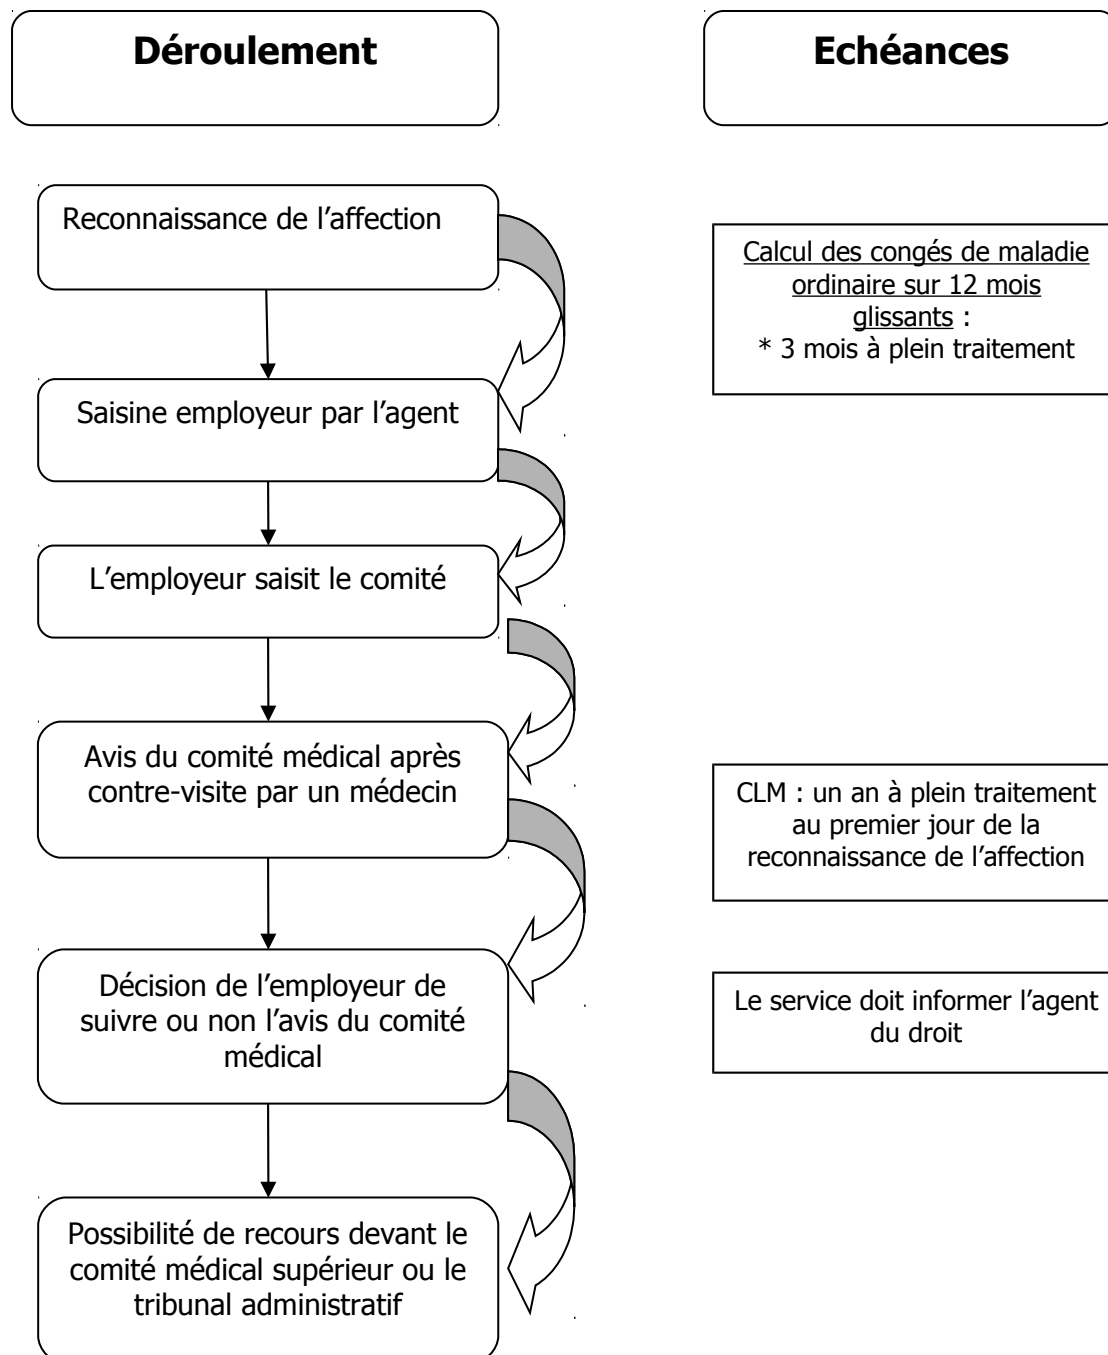 Déroulement
Echéances
Reconnaissance de l’affection
Calcul des congés de maladie
ordinaire sur 12 mois
glissants :
* 3 mois à plein traitement
Saisine employeur par l’agent
L’employeur saisit le comité
Avis du comité médical après
contre-visite par un médecin
CLM : un an à plein traitement
au premier jour de la
reconnaissance de l’affection
Décision de l’employeur de
suivre ou non l’avis du comité
médical
Le service doit informer l’agent
du droit
Possibilité de recours devant le
comité médical supérieur ou le
tribunal administratif